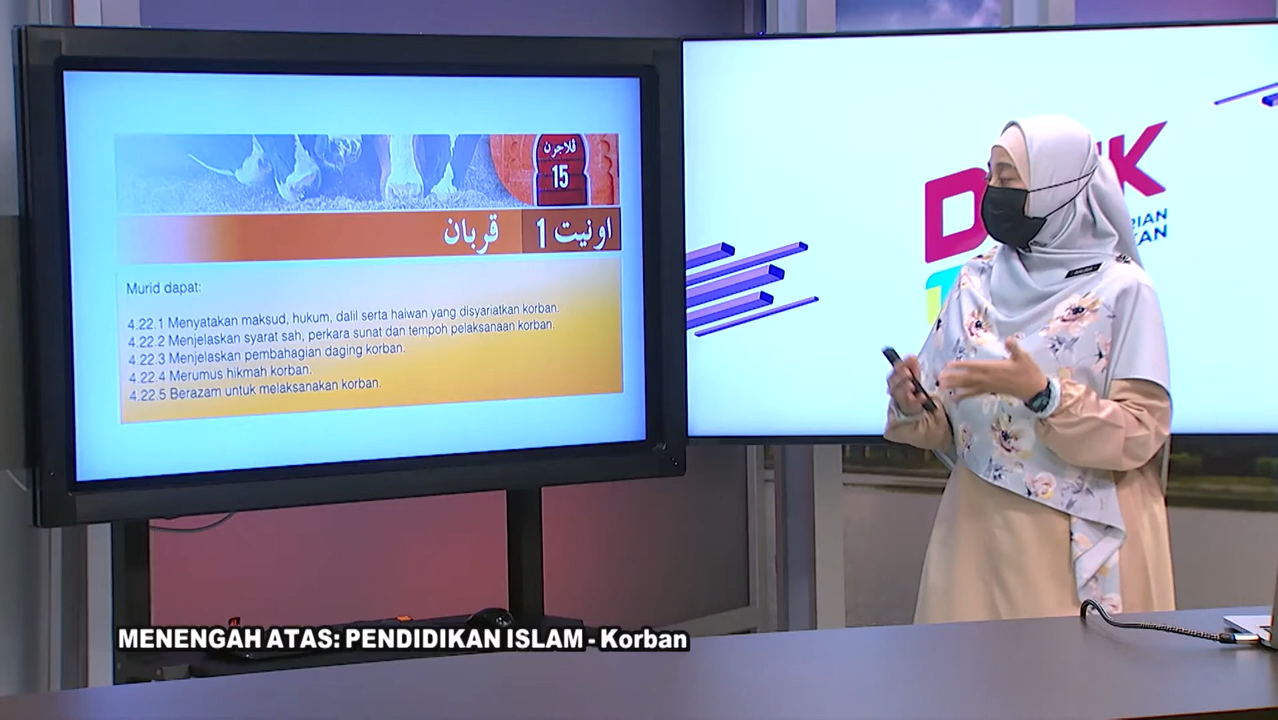 ڤلاجرن
15
اونيت 1 قربان
Murid dapat:
4.22.1 Menyatakan maksud, hukum, dalil serta haiwan yang disyariatkan korban.
4.22.2 Menjelaskan syarat sah, perkara sunat dan tempoh pelaksanaan korban.
4.22.3 Menjelaskan pembahagian daging korban.
4.22.4 Merumus hikmah korban.
4.22.5 Berazam untuk melaksanakan korban.
MENENGAH ATAS: PENDIDIKAN ISLAM - Korban